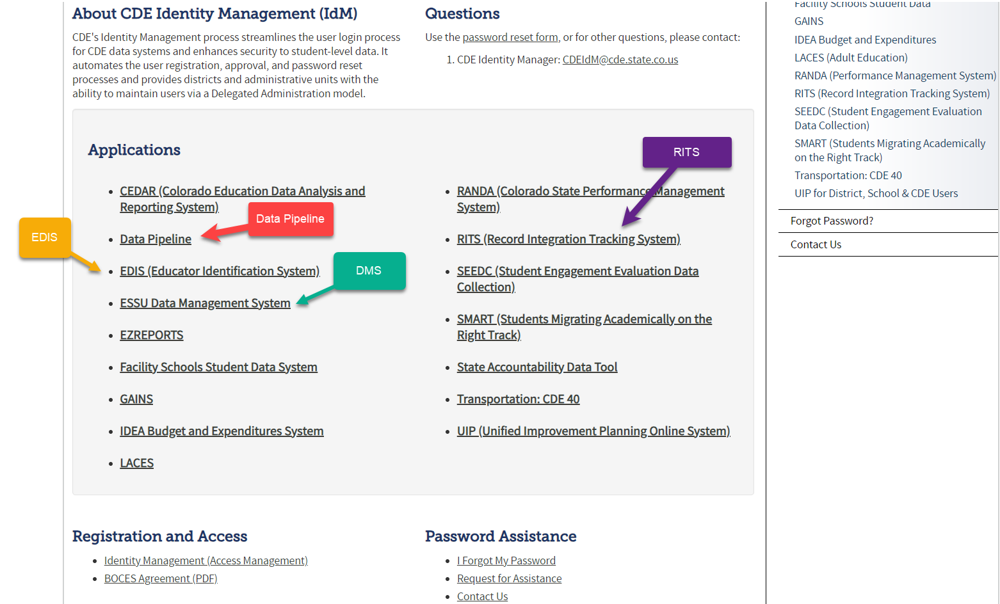 About CDE Identity Management (IdM)
CDE's Identity Management process streamlines the user login process
for CDE data systems and enhances security to student-level data. It
automates the user registration, approval, and password reset
processes and provides districts and administrative units with the
ability to maintain users via a Delegated Administration model.
Questions
Use the password reset form, or for other questions, please contact:
1. CDE Identity Manager: CDEIdM@cde.state.co.us
Applications
CEDAR (Colorado Education Data Analysis and
Reporting System)
Data Pipeline
Data Pipeline
EDIS
EDIS (Educator Identification System)
DMS
ESSU Data Management System
EZREPORTS
Facility Schools Student Data System
GAINS
IDEA Budget and Expenditures System
LACES
RITS
RANDA (Colorado State Performance Management
System)
RITS (Record Integration Tracking System)
SEEDC (Student Engagement Evaluation Data
Collection)
SMART (Students Migrating Academically on the
Right Track)
State Accountability Data Tool
Transportation: CDE 40
UIP (Unified Improvement Planning Online System)
Registration and Access
Identity Management (Access Management)
BOCES Agreement (PDF)
Password Assistance
I Forgot My Password
Request for Assistance
Contact Us
Facility Schools Student Data
GAINS
IDEA Budget and Expenditures
LACES (Adult Education)
RANDA (Performance Management System)
RITS (Record Integration Tracking System)
SEEDC (Student Engagement Evaluation
Data Collection)
SMART (Students Migrating Academically
on the Right Track)
Transportation: CDE 40
UIP for District, School & CDE Users
Forgot Password?
Contact Us